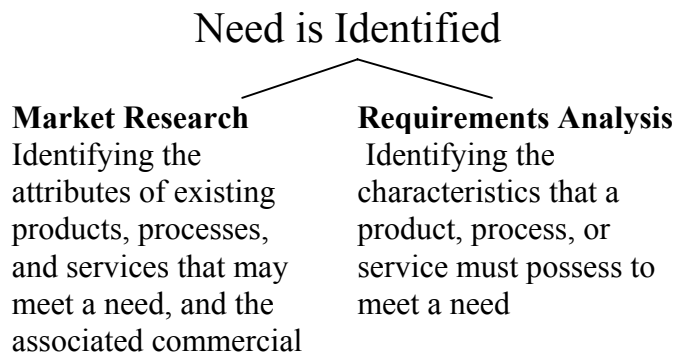 Need is Identified
Market Research
Identifying the
attributes of existing
products, processes,
and services that may
meet a need, and the
associated commercial
Requirements Analysis
Identifying the
characteristics that a
product, process, or
service must possess to
meet a need